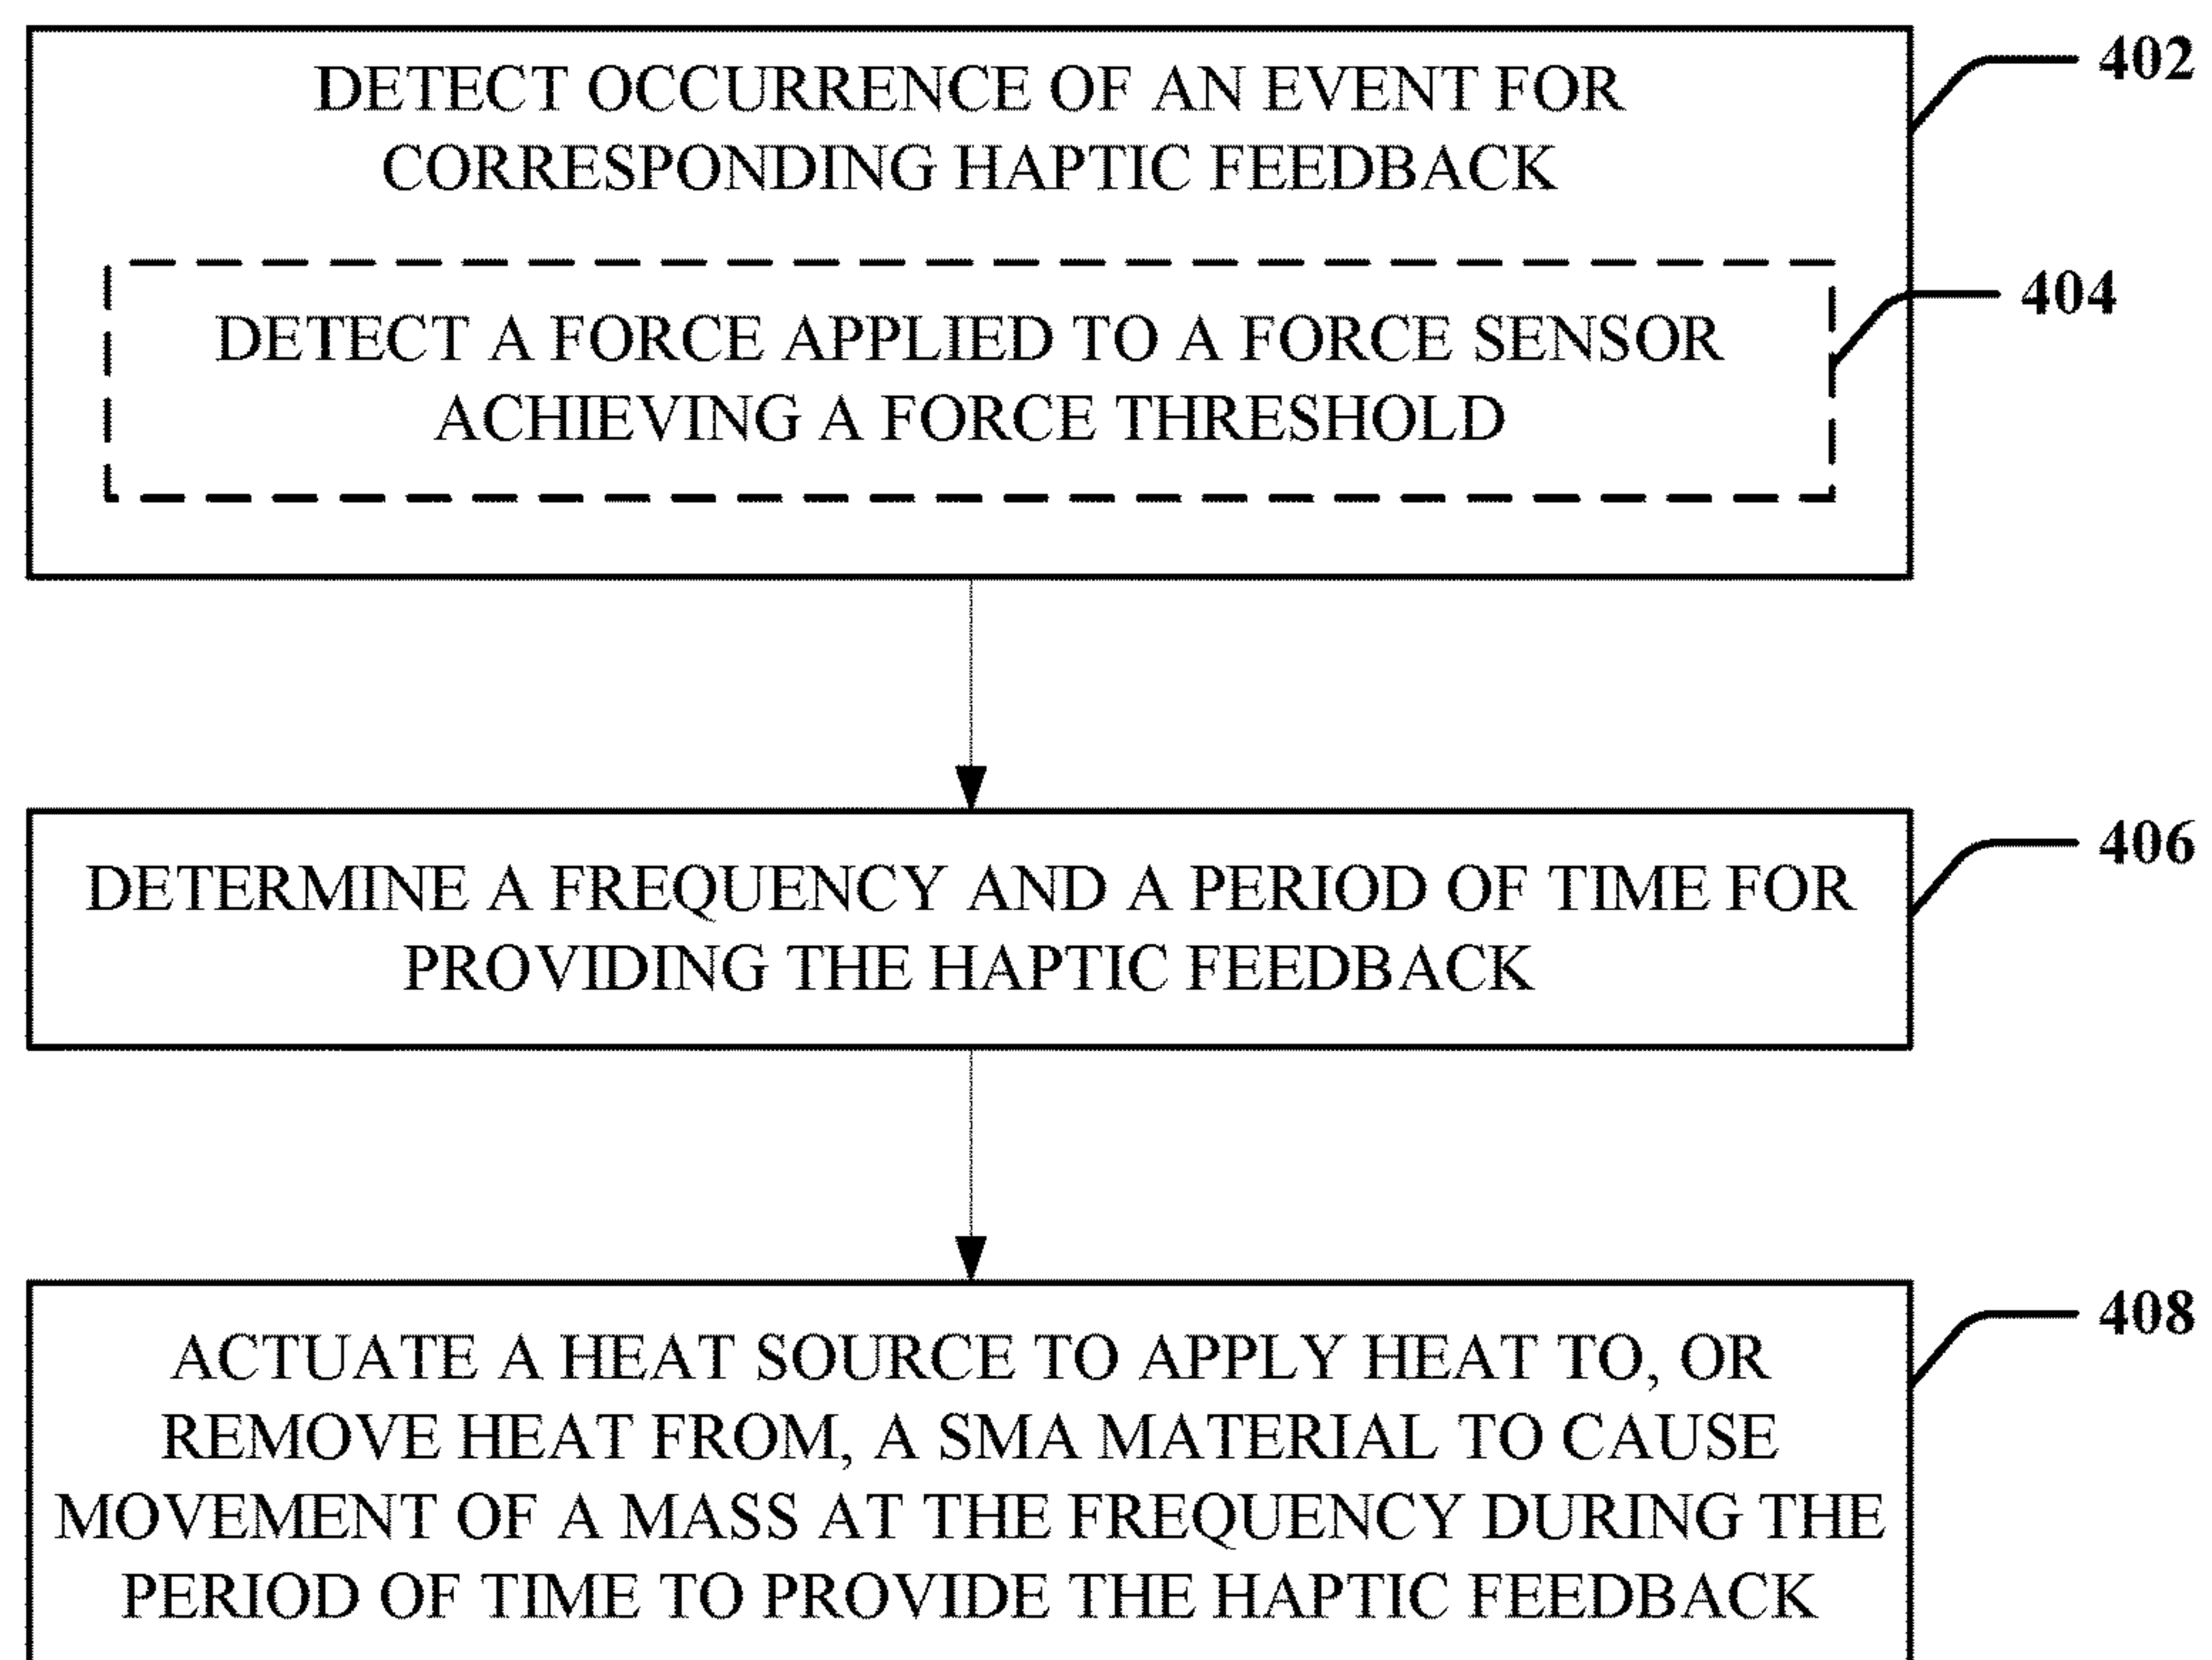 DETECT OCCURRENCE OF AN EVENT FOR
CORRESPONDING HAPTIC FEEDBACK
402
DETECT A FORCE APPLIED TO A FORCE SENSOR
ACHIEVING A FORCE THRESHOLD
404
DETERMINE A FREQUENCY AND A PERIOD OF TIME FOR
PROVIDING THE HAPTIC FEEDBACK
406
ACTUATE A HEAT SOURCE TO APPLY HEAT TO, OR
REMOVE HEAT FROM, A SMA MATERIAL TO CAUSE
MOVEMENT OF A MASS AT THE FREQUENCY DURING THE
PERIOD OF TIME TO PROVIDE THE HAPTIC FEEDBACK
408